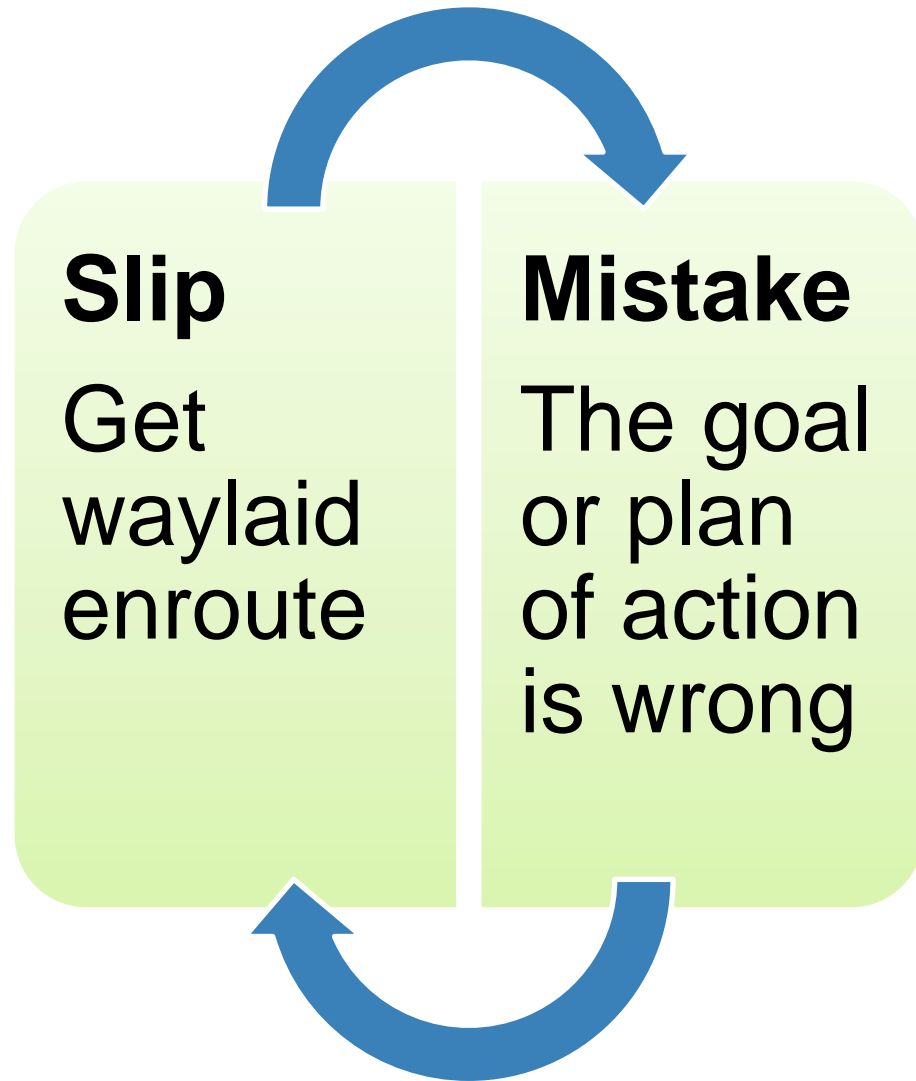 Slip
Get
waylaid
enroute
Mistake
The goal
or plan
of action
is wrong